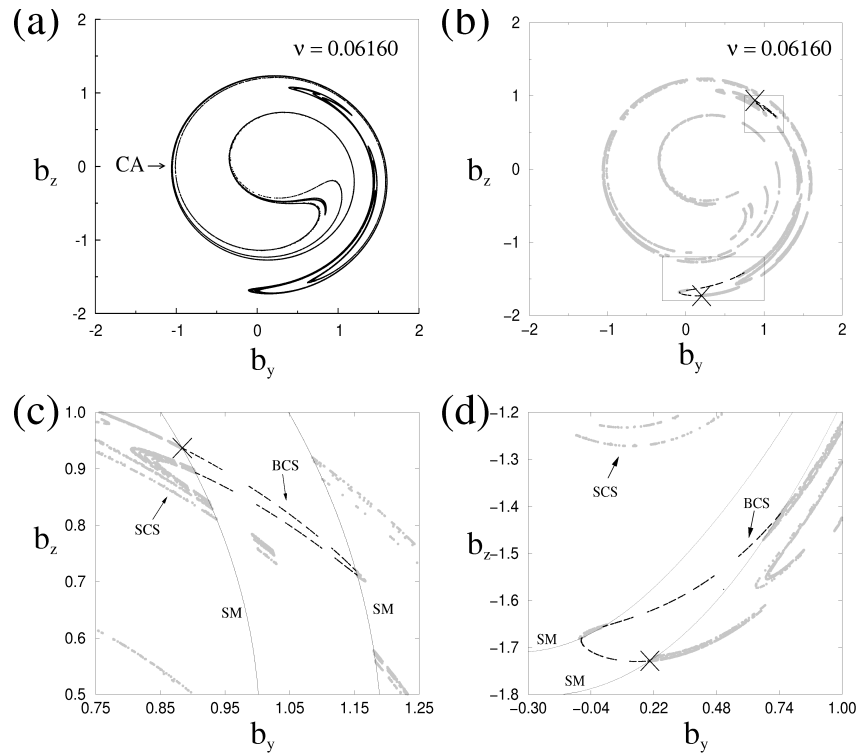 (a)
ν = 0.06160
2
1
0
-1
-2
b_z
CA
-2
-1
0
1
2
b_y
(b)
ν = 0.06160
2
1
0
−1
−2
b_z
−2
−1
0
1
2
b_y
(c)
1.0
0.9
0.8
0.7
0.6
0.5
b_z
BCS
SCS
SM
SM
0.75
0.85
0.95
1.05
1.15
1.25
b_y
(d)
−1.2
−1.3
−1.4
−1.5
−1.6
−1.7
−1.8
b_z
SCS
BCS
SM
SM
−0.30
−0.04
0.22
0.48
0.74
1.00
b_y